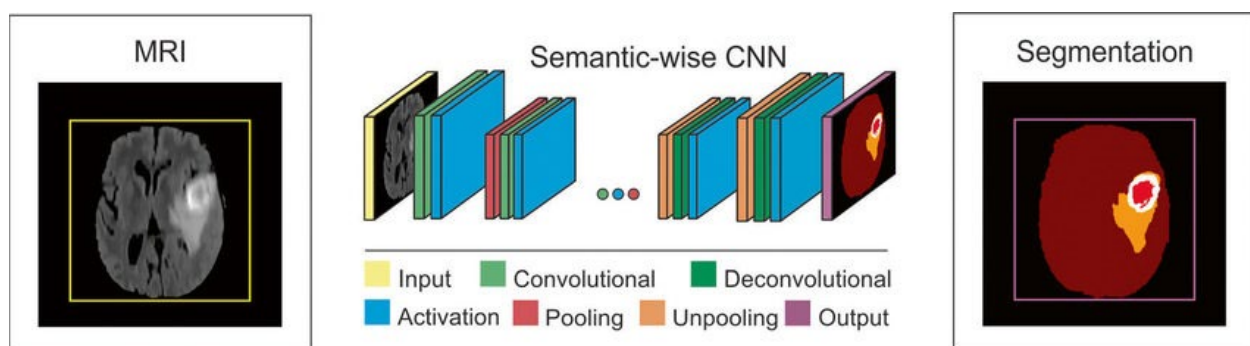 MRI
Semantic-wise CNN
Segmentation
Input
Convolutional
Deconvolutional
Activation
Pooling
Unpooling
Output